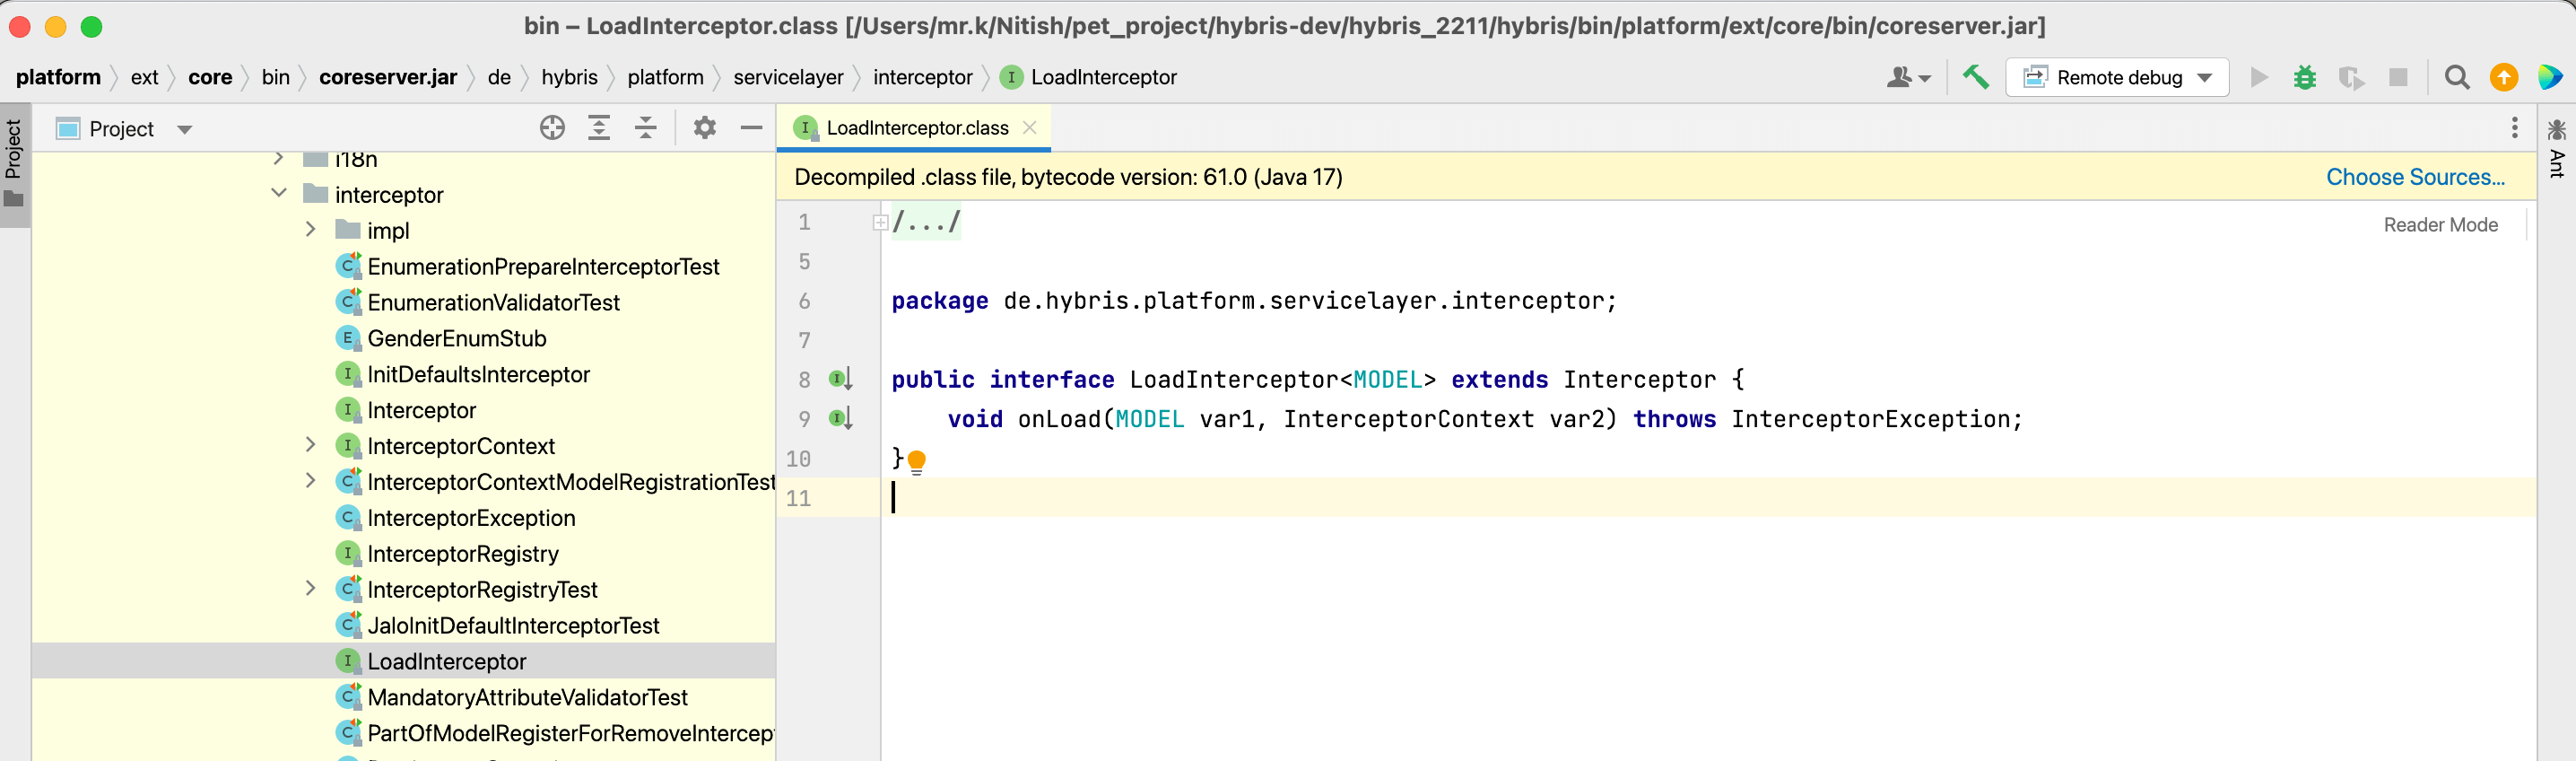 bin – LoadInterceptor.class [/Users/mr.k/Nitish/pet_project/hybris-dev/hybris_2211/hybris/bin/platform/ext/core/bin/coreserver.jar]
platform ext core bin coreserver.jar de hybris platform servicelayer interceptor LoadInterceptor
Remote debug
Project
Project
LoadInterceptor.class
Ant
Decompiled .class file, bytecode version: 61.0 (Java 17)
Choose Sources...
Reader Mode
i18n
interceptor
impl
EnumerationPrepareInterceptorTest
EnumerationValidatorTest
GenderEnumStub
InitDefaultsInterceptor
Interceptor
InterceptorContext
InterceptorContextModelRegistrationTest
InterceptorException
InterceptorRegistry
InterceptorRegistryTest
JaloInitDefaultInterceptorTest
LoadInterceptor
MandatoryAttributeValidatorTest
PartOfModelRegisterForRemoveIntercep
1 /.../
5
6 package de.hybris.platform.servicelayer.interceptor;
7
8 public interface LoadInterceptor<MODEL> extends Interceptor {
9 void onLoad(MODEL var1, InterceptorContext var2) throws InterceptorException;
10 }
11